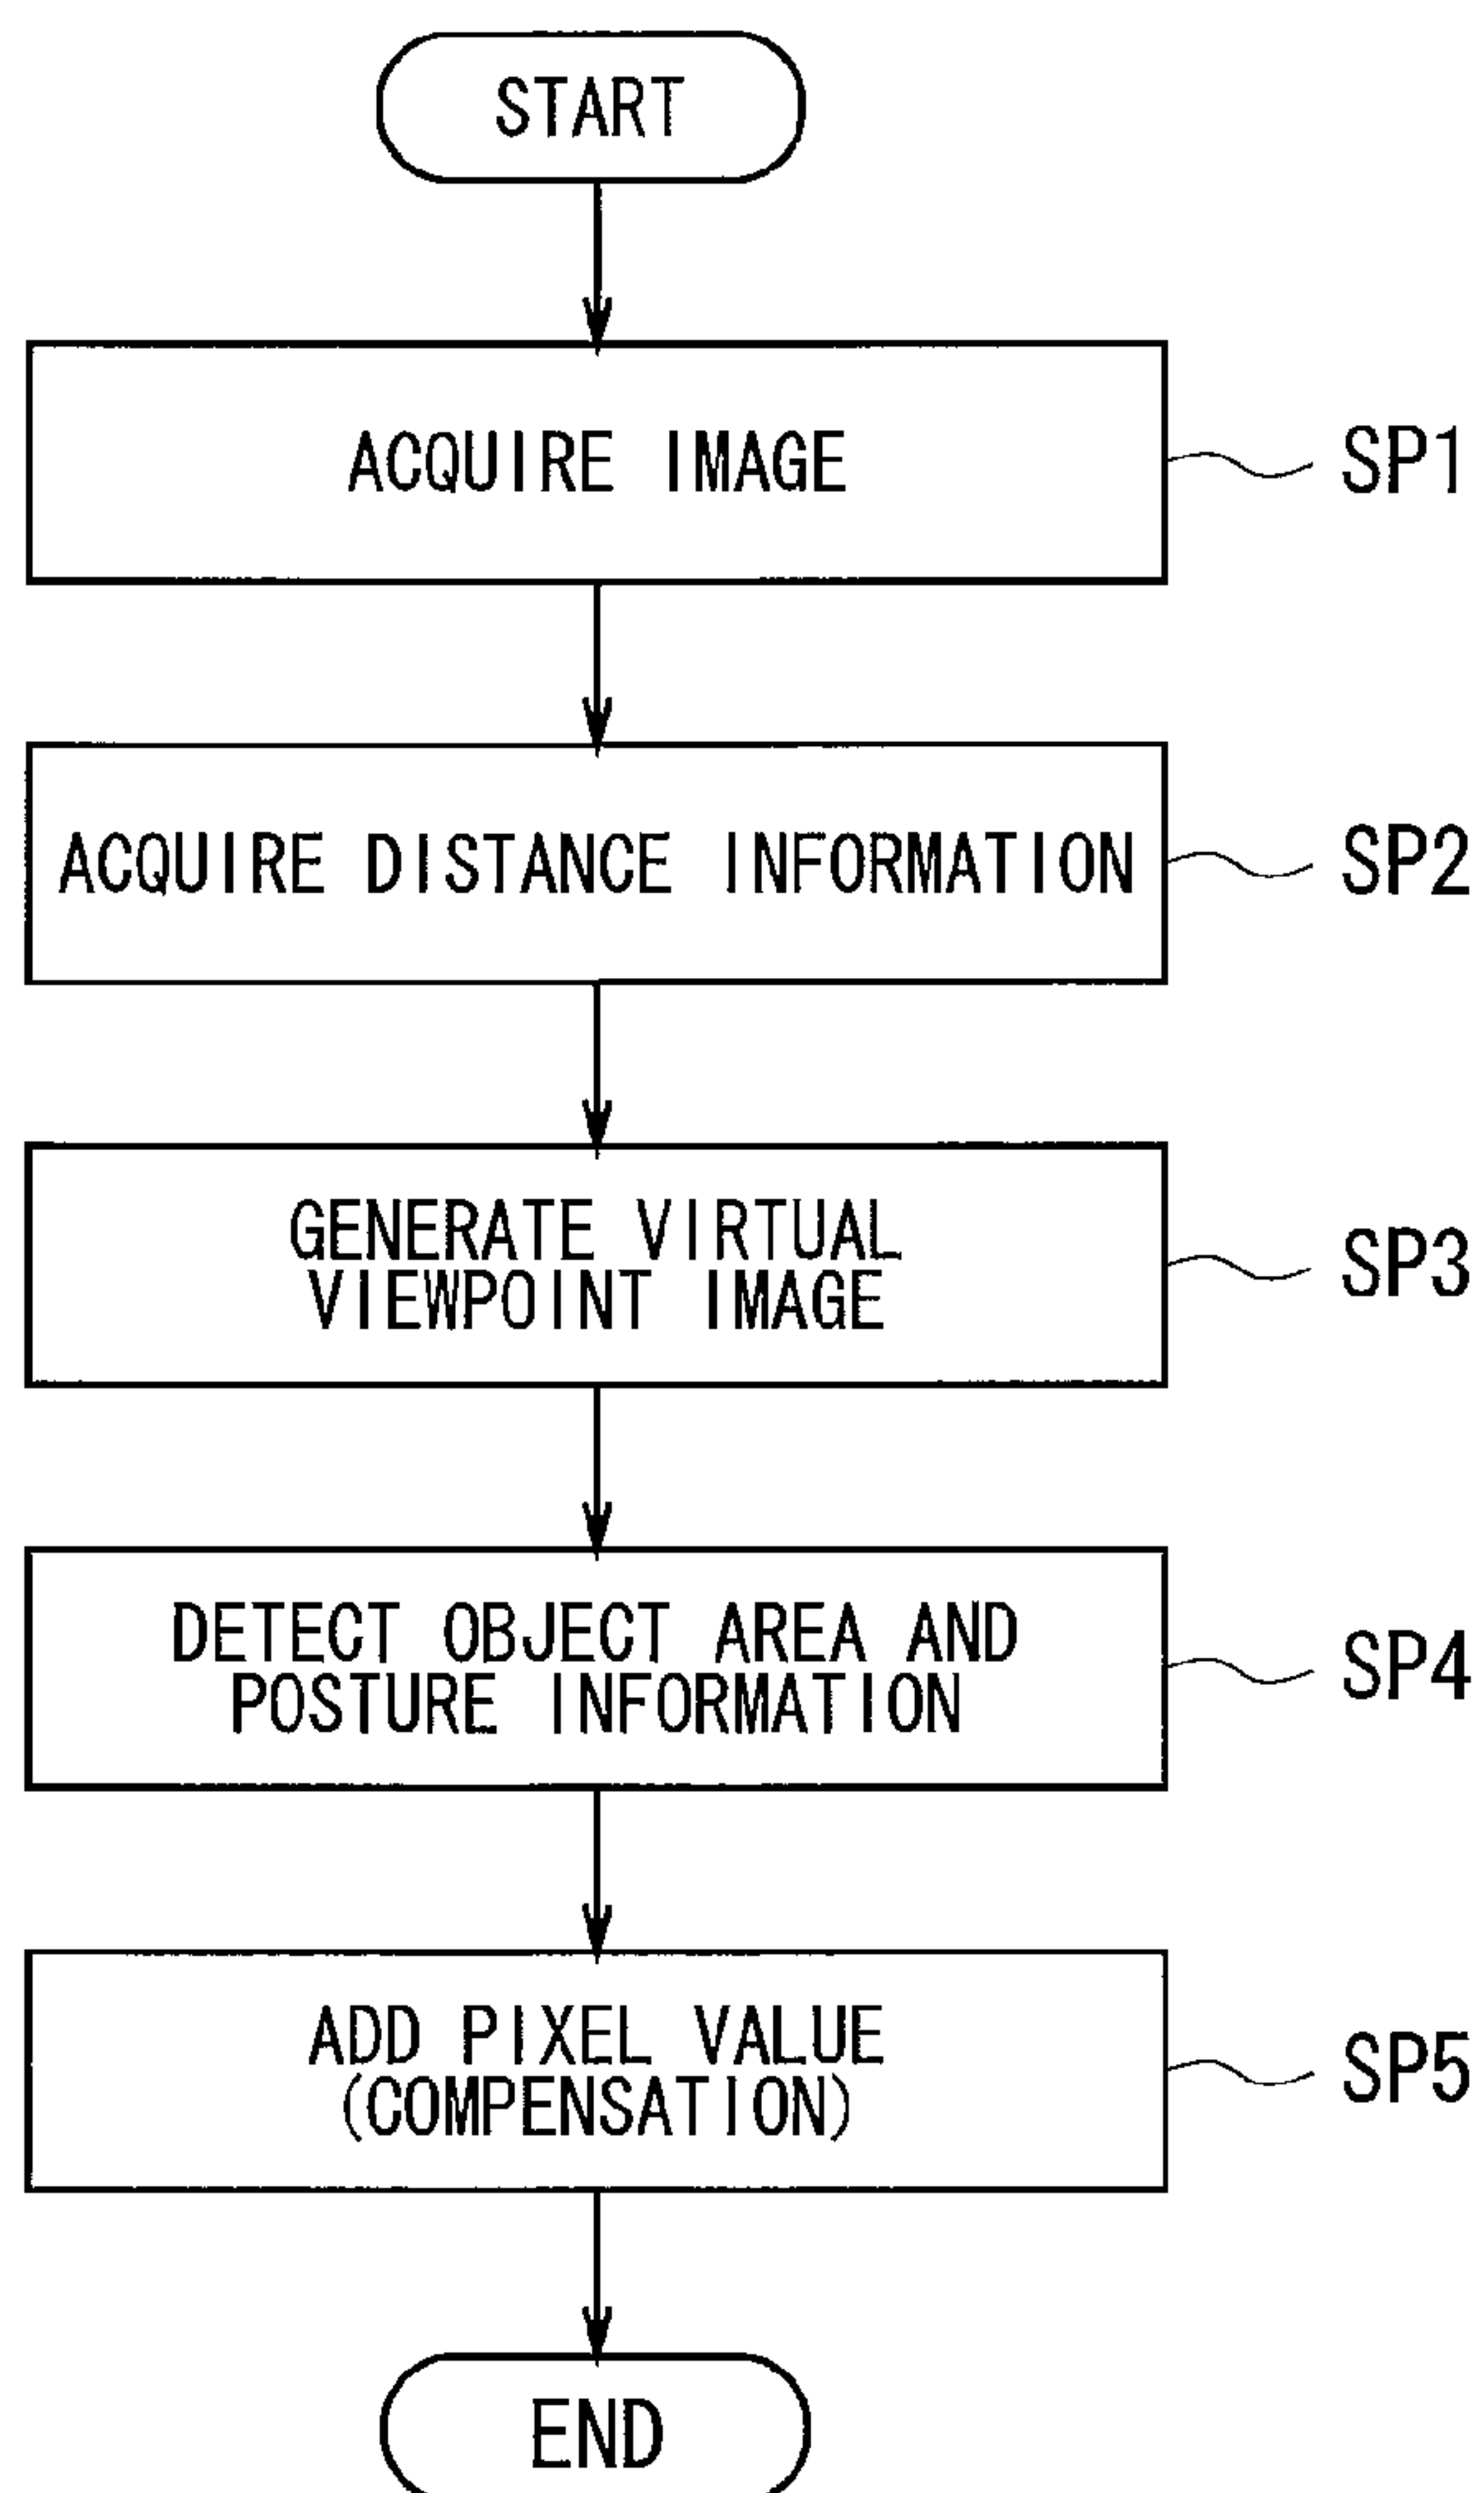 START
ACQUIRE IMAGE
SP1
ACQUIRE DISTANCE INFORMATION
SP2
GENERATE VIRTUAL
VIEWPOINT IMAGE
SP3
DETECT OBJECT AREA AND
POSTURE INFORMATION
SP4
ADD PIXEL VALUE
(COMPENSATION)
SP5
END